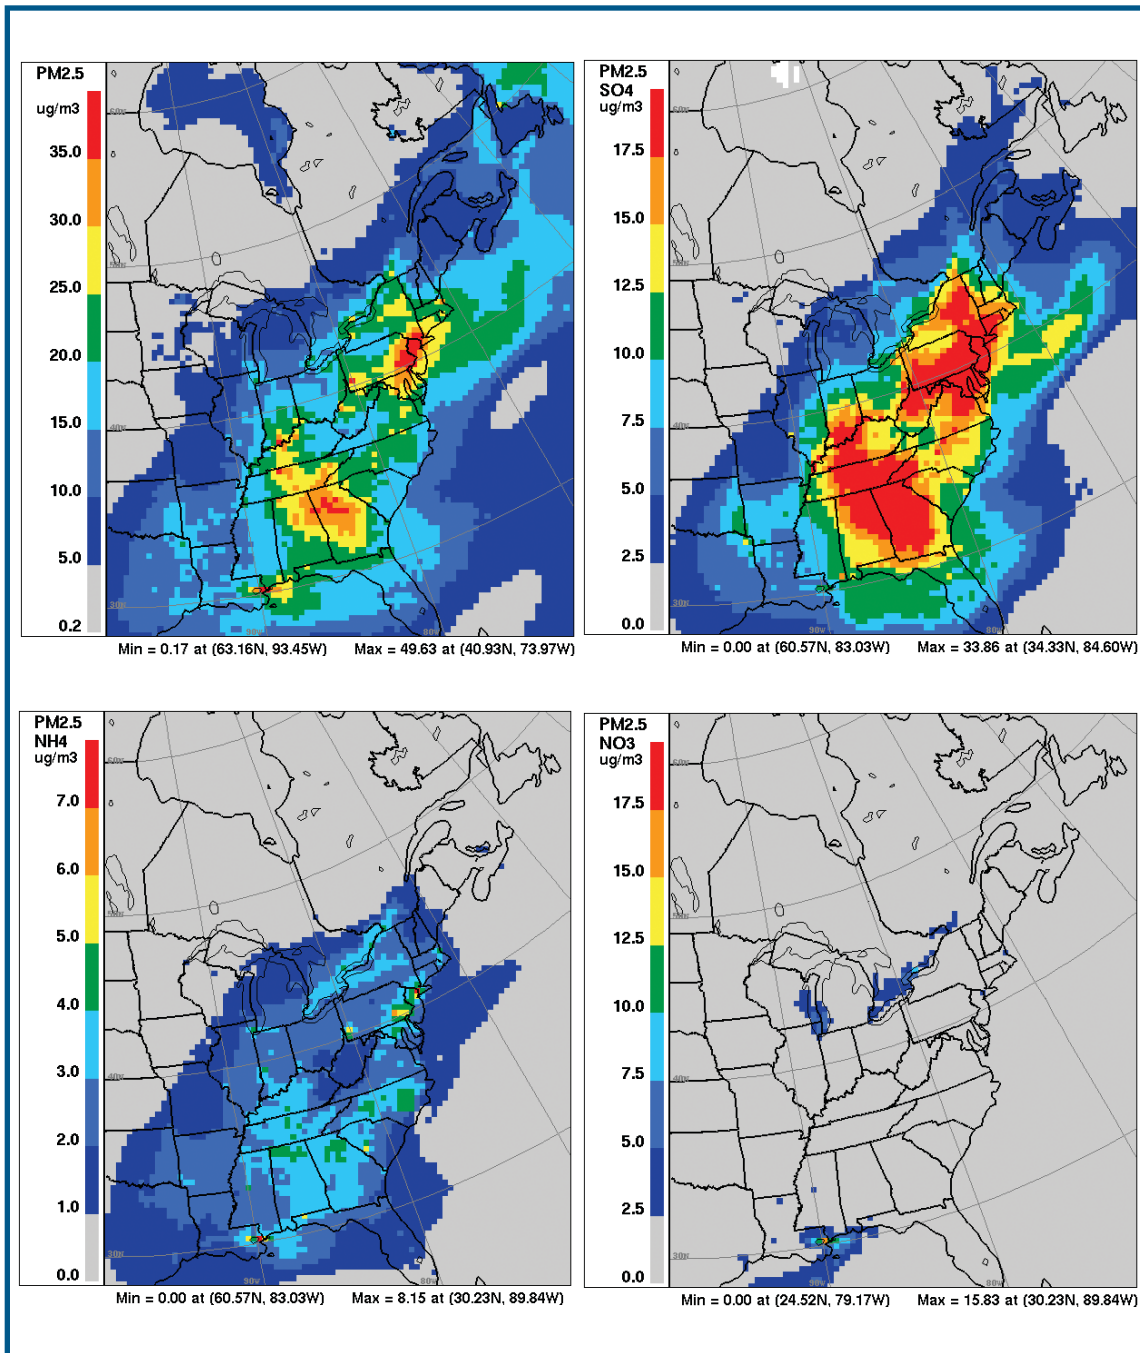 PM2.5
ug/m3
35.0
30.0
25.0
20.0
15.0
10.0
5.0
0.2
Min = 0.17 at (63.16N, 93.45W) Max = 49.63 at (40.93N, 73.97W)
PM2.5
SO4
ug/m3
17.5
15.0
12.5
10.0
7.5
5.0
2.5
0.0
Min = 0.00 at (60.57N, 83.03W) Max = 33.86 at (34.33N, 84.60W)
PM2.5
NH4
ug/m3
7.0
6.0
5.0
4.0
3.0
2.0
1.0
0.0
Min = 0.00 at (60.57N, 83.03W) Max = 8.15 at (30.23N, 89.84W)
PM2.5
NO3
ug/m3
17.5
15.0
12.5
10.0
7.5
5.0
2.5
0.0
Min = 0.00 at (24.52N, 79.17W) Max = 15.83 at (30.23N, 89.84W)